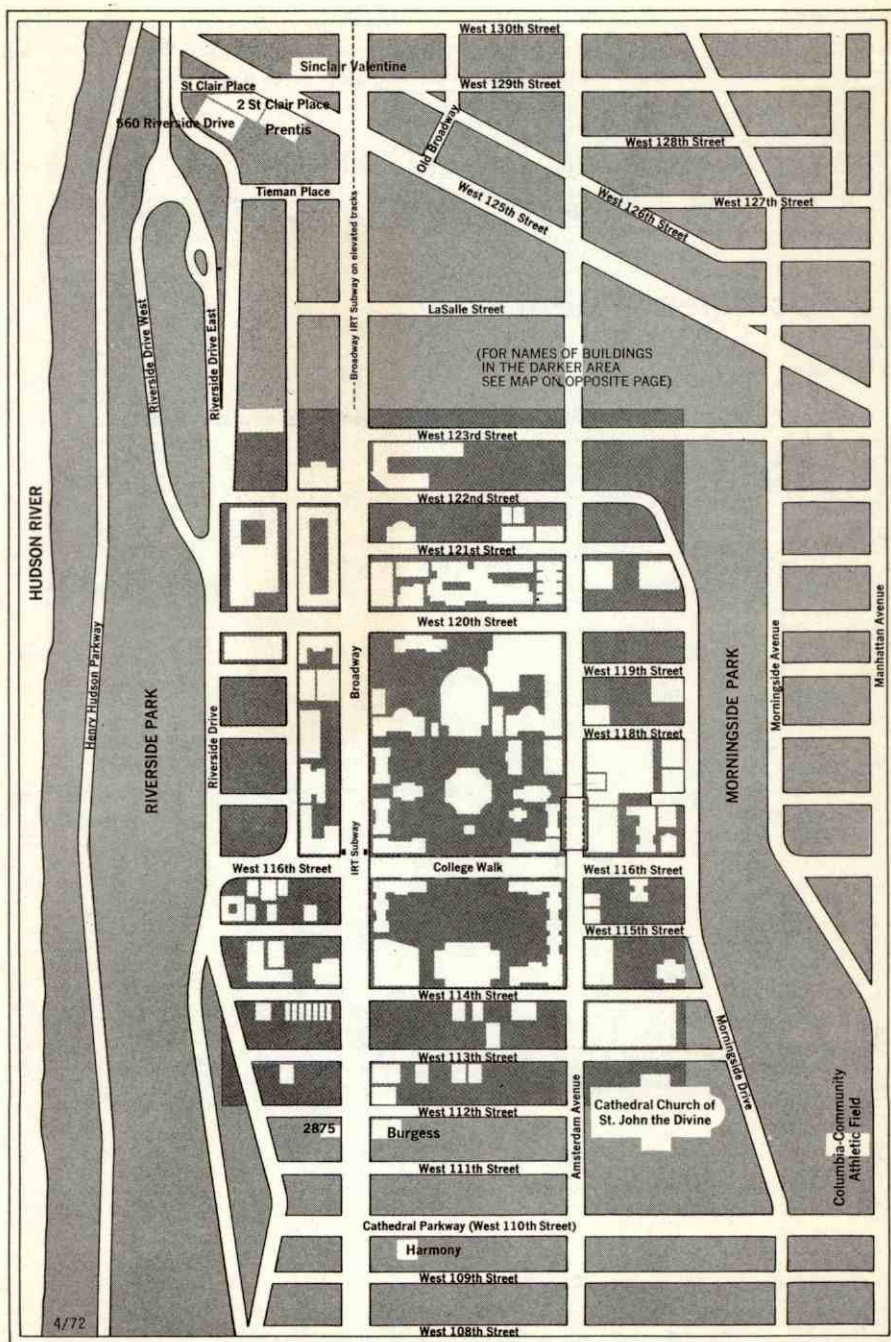 West 130th Street
Sinclair Valentine
St Clair Place
West 129th Street
2 St Clair Place
560 Riverside Drive
Prentis
Old Broadway
West 128th Street
Tieman Place
West 125th Street
West 126th Street
West 127th Street
Broadway IRT Subway on elevated tracks
Riverside Drive West
Riverside Drive East
LaSalle Street
(FOR NAMES OF BUILDINGS
IN THE DARKER AREA
SEE MAP ON OPPOSITE PAGE)
West 123rd Street
West 122nd Street
West 121st Street
West 120th Street
HUDSON RIVER
Henry Hudson Parkway
RIVERSIDE PARK
Riverside Drive
Broadway
West 119th Street
West 118th Street
MORNINGSIDE PARK
Morningside Avenue
Manhattan Avenue
IRT Subway
West 116th Street
College Walk
West 116th Street
West 115th Street
West 114th Street
West 113th Street
Morningside Drive
West 112th Street
Amsterdam Avenue
Cathedral Church of
St. John the Divine
2875
Burgess
West 111th Street
Columbia-Community
Athletic Field
Cathedral Parkway (West 110th Street)
Harmony
West 109th Street
4/72
West 108th Street